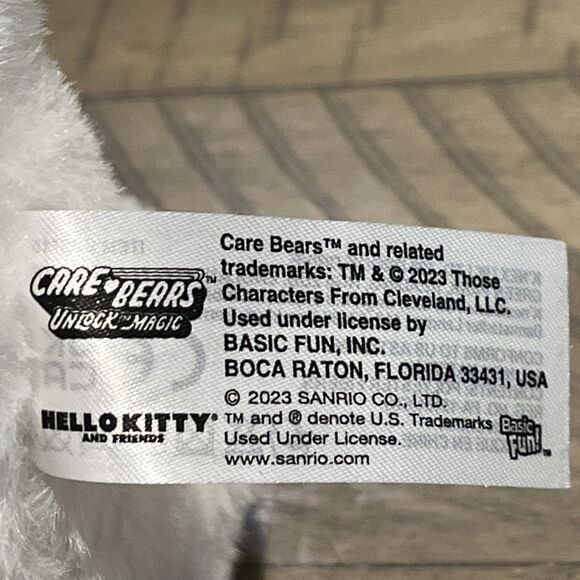 CARE BEARS™
UNLOCK THE MAGIC
Care Bears™ and related
trademarks: TM & © 2023 Those
Characters From Cleveland, LLC.
Used under license by
BASIC FUN, INC.
BOCA RATON, FLORIDA 33431, USA
HELLO KITTY®
AND FRIENDS
© 2023 SANRIO CO., LTD.
TM and ® denote U.S. Trademarks
Used Under License.
www.sanrio.com
Basic
Fun!™